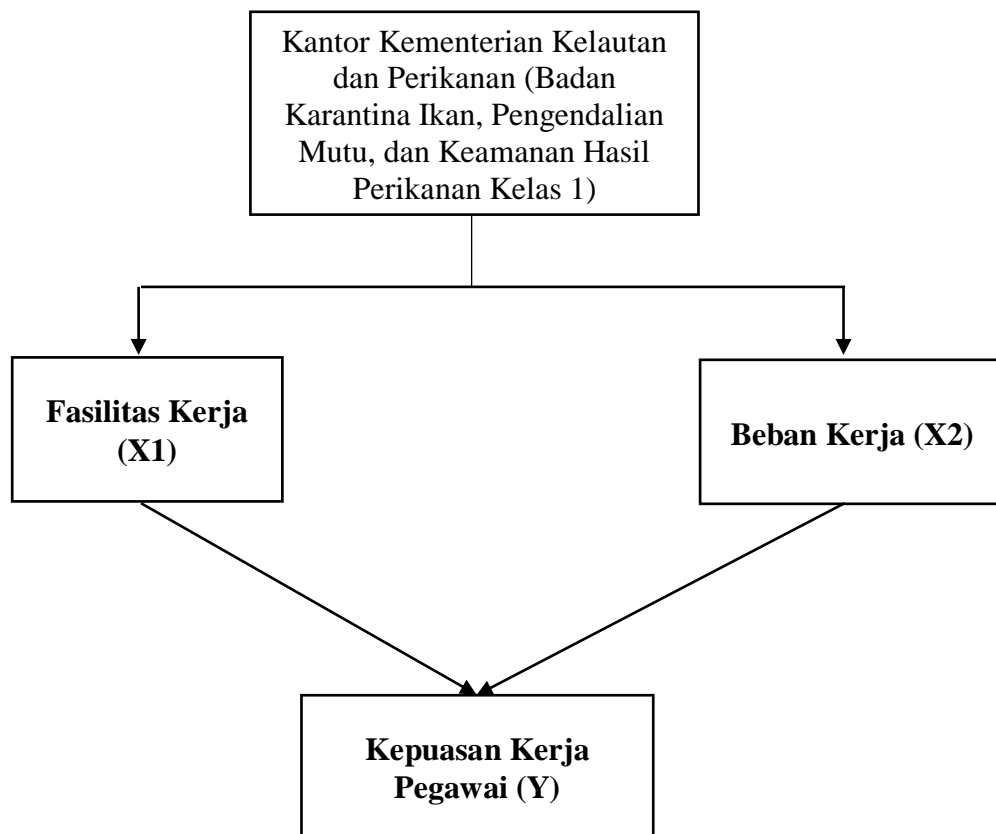 Kantor Kementerian Kelautan
dan Perikanan (Badan
Karantina Ikan, Pengendalian
Mutu, dan Keamanan Hasil
Perikanan Kelas 1)
Fasilitas Kerja
(X1)
Beban Kerja (X2)
Kepuasan Kerja
Pegawai (Y)